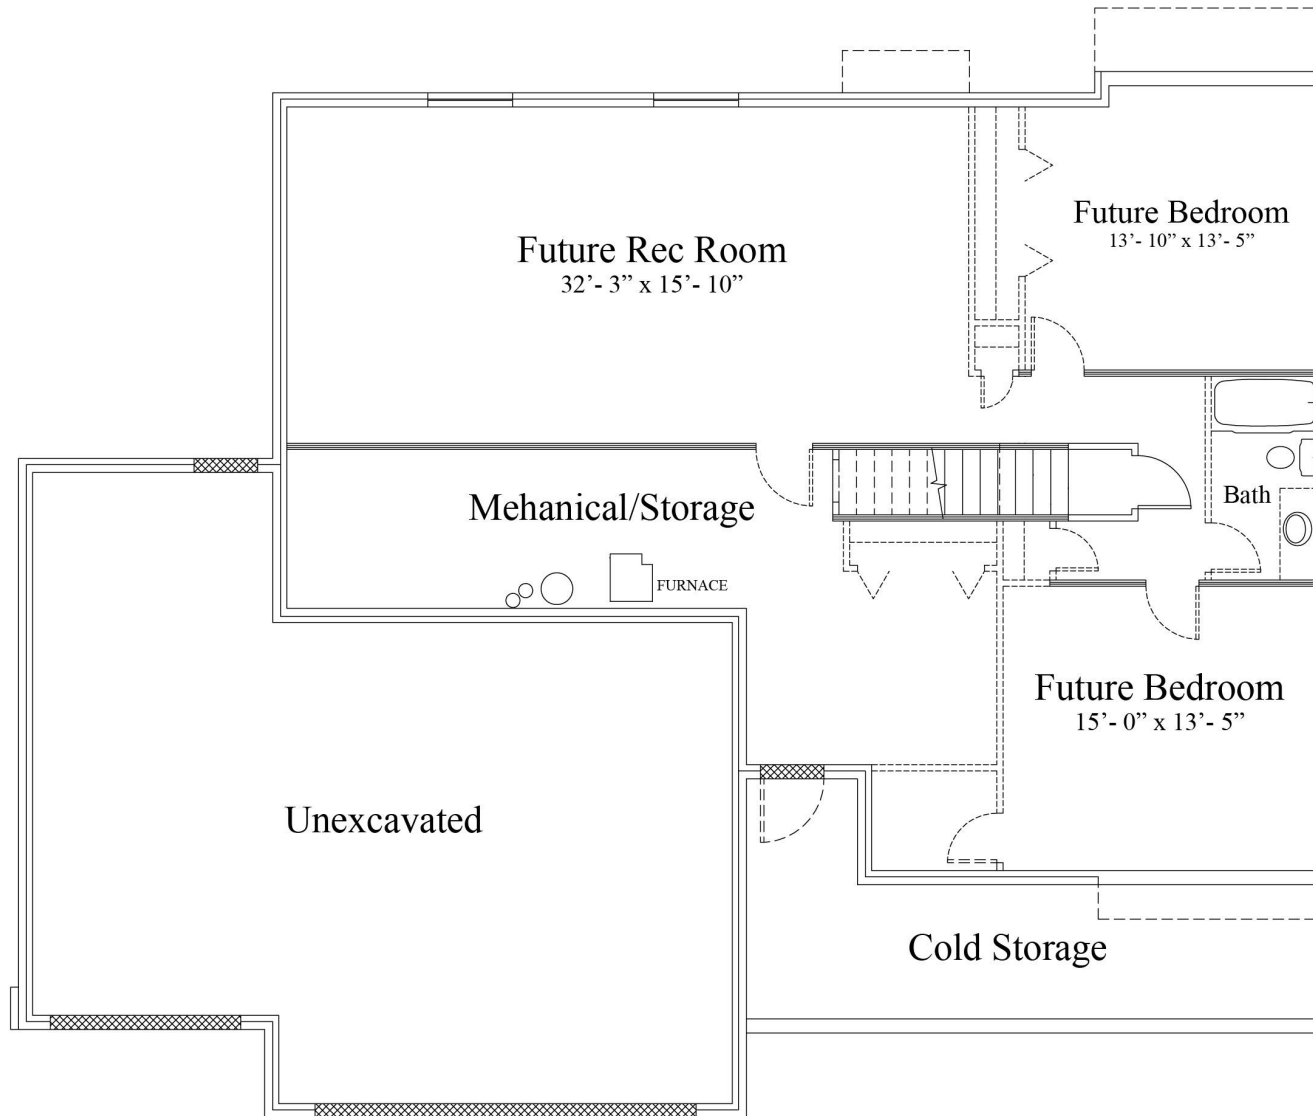 Future Bedroom
13’- 10” x 13’- 5”
Future Rec Room
32’- 3” x 15’- 10”
Mehanical/Storage
Bath
FURNACE
Future Bedroom
15’- 0” x 13’- 5”
Unexcavated
Cold Storage